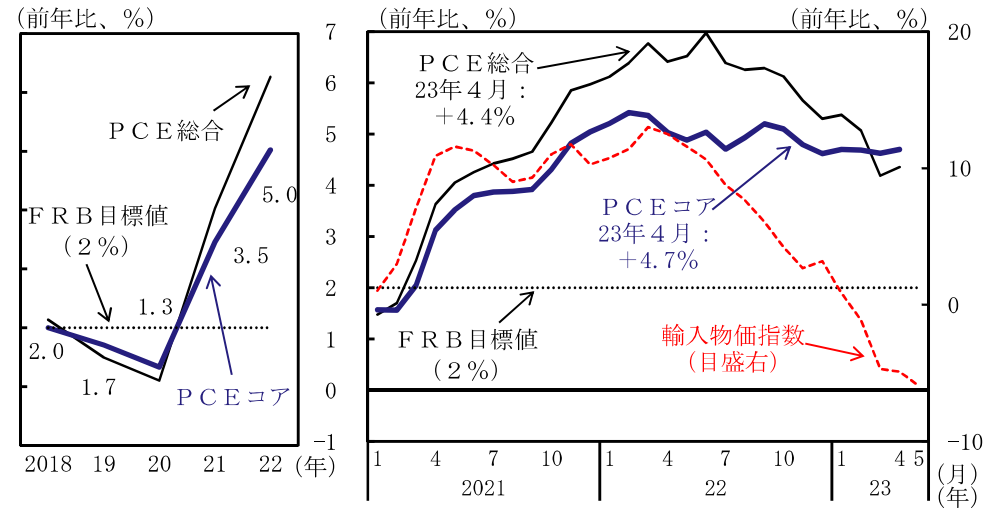 （前年比、％）
ＰＣＥ総合
ＦＲＢ目標値
（２％）
5.0
3.5
1.3
2.0
1.7
ＰＣＥコア
2018
19
20
21
22
（年）
（前年比、％）
（前年比、％）
7
6
5
4
3
2
1
0
-1
20
10
0
-10
ＰＣＥ総合
23年４月：
＋4.4%
ＰＣＥコア
23年４月：
＋4.7%
ＦＲＢ目標値
（２％）
輸入物価指数
（目盛右）
1
4
7
10
1
4
7
10
1
4
5
（月）
2021
22
23
（年）